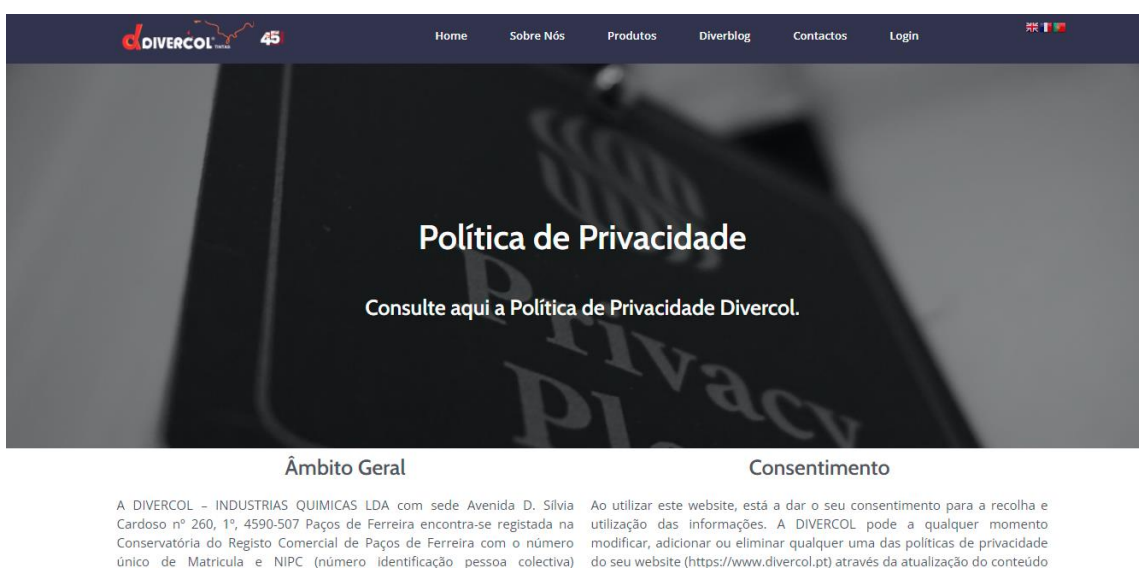 DIVERCOL
TINTAS
45
Home Sobre Nós Produtos Diverblog Contactos Login
Política de Privacidade
Consulte aqui a Política de Privacidade Divercol.
Privacy
Âmbito Geral
A DIVERCOL – INDUSTRIAS QUIMICAS LDA com sede Avenida D. Sílvia
Cardoso nº 260, 1º, 4590-507 Paços de Ferreira encontra-se registada na
Conservatória do Registo Comercial de Paços de Ferreira com o número
único de Matricula e NIPC (número identificação pessoa colectiva)
Consentimento
Ao utilizar este website, está a dar o seu consentimento para a recolha e
utilização das informações. A DIVERCOL pode a qualquer momento
modificar, adicionar ou eliminar qualquer uma das políticas de privacidade
do seu website (https://www.divercol.pt) através da atualização do conteúdo